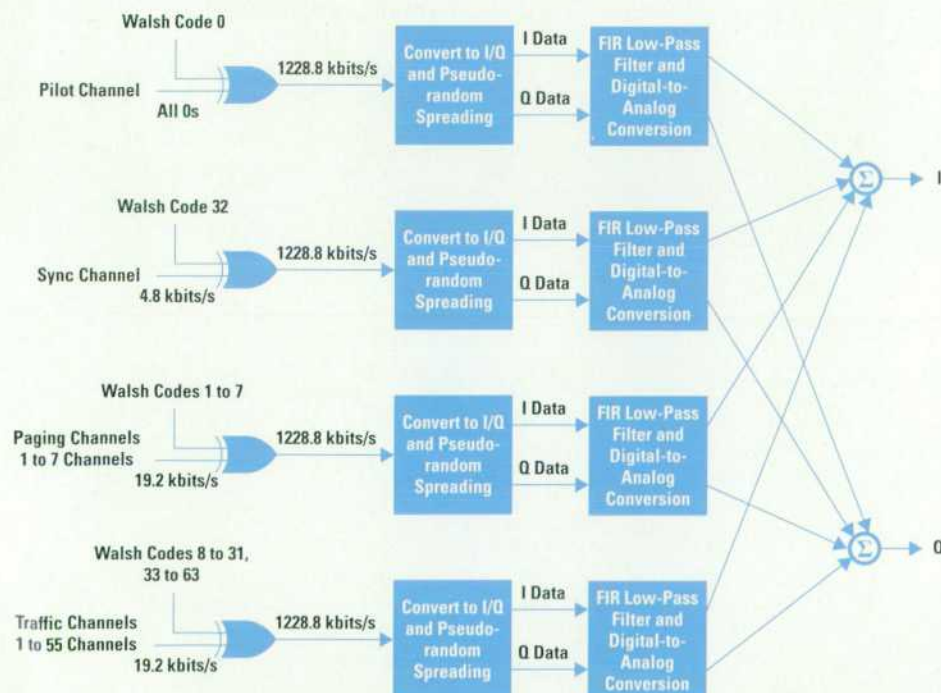 Walsh Code 0
Pilot Channel
All 0s
1228.8 kbits/s
Convert to I/Q
and Pseudo-
random
Spreading
I Data
Q Data
FIR Low-Pass
Filter and
Digital-to-
Analog
Conversion
Σ
I
Walsh Code 32
Sync Channel
4.8 kbits/s
1228.8 kbits/s
Convert to I/Q
and Pseudo-
random
Spreading
I Data
Q Data
FIR Low-Pass
Filter and
Digital-to-
Analog
Conversion
Walsh Codes 1 to 7
Paging Channels
1 to 7 Channels
19.2 kbits/s
1228.8 kbits/s
Convert to I/Q
and Pseudo-
random
Spreading
I Data
Q Data
FIR Low-Pass
Filter and
Digital-to-
Analog
Conversion
Σ
Q
Walsh Codes 8 to 31,
33 to 63
Traffic Channels
1 to 55 Channels
19.2 kbits/s
1228.8 kbits/s
Convert to I/Q
and Pseudo-
random
Spreading
I Data
Q Data
FIR Low-Pass
Filter and
Digital-to-
Analog
Conversion